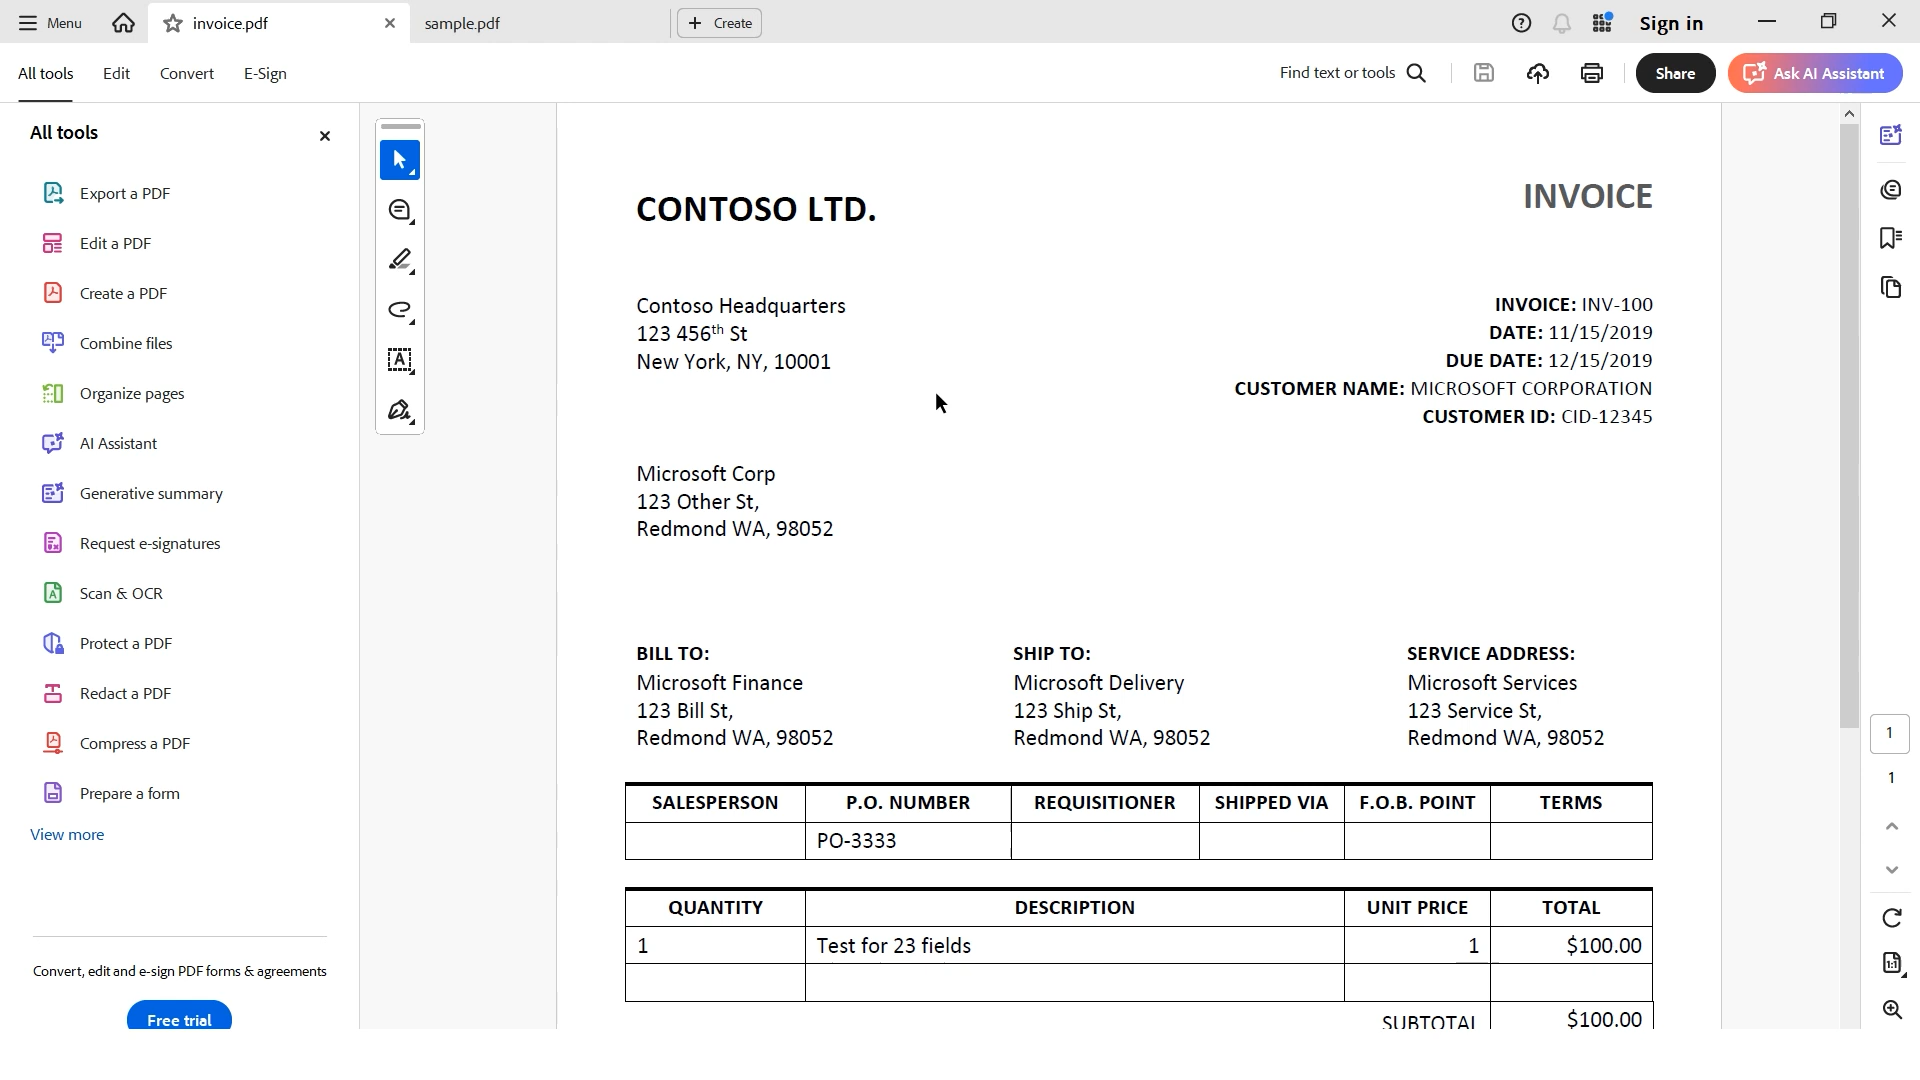 Menu
invoice.pdf
sample.pdf
Create
Sign in
All tools
Edit
Convert
E-Sign
Find text or tools
Share
Ask AI Assistant
All tools
Export a PDF
Edit a PDF
Create a PDF
Combine files
Organize pages
AI Assistant
Generative summary
Request e-signatures
Scan & OCR
Protect a PDF
Redact a PDF
Compress a PDF
Prepare a form
View more
Convert, edit and e-sign PDF forms & agreements
Free trial
CONTOSO LTD.
INVOICE
Contoso Headquarters
123 456th St
New York, NY, 10001
INVOICE: INV-100
DATE: 11/15/2019
DUE DATE: 12/15/2019
CUSTOMER NAME: MICROSOFT CORPORATION
CUSTOMER ID: CID-12345
Microsoft Corp
123 Other St,
Redmond WA, 98052
BILL TO:
Microsoft Finance
123 Bill St,
Redmond WA, 98052
SHIP TO:
Microsoft Delivery
123 Ship St,
Redmond WA, 98052
SERVICE ADDRESS:
Microsoft Services
123 Service St,
Redmond WA, 98052
SALESPERSON P.O. NUMBER REQUISITIONER SHIPPED VIA F.O.B. POINT TERMS
PO-3333
QUANTITY DESCRIPTION UNIT PRICE TOTAL
1 Test for 23 fields 1 $100.00
SUBTOTAL $100.00
1
1